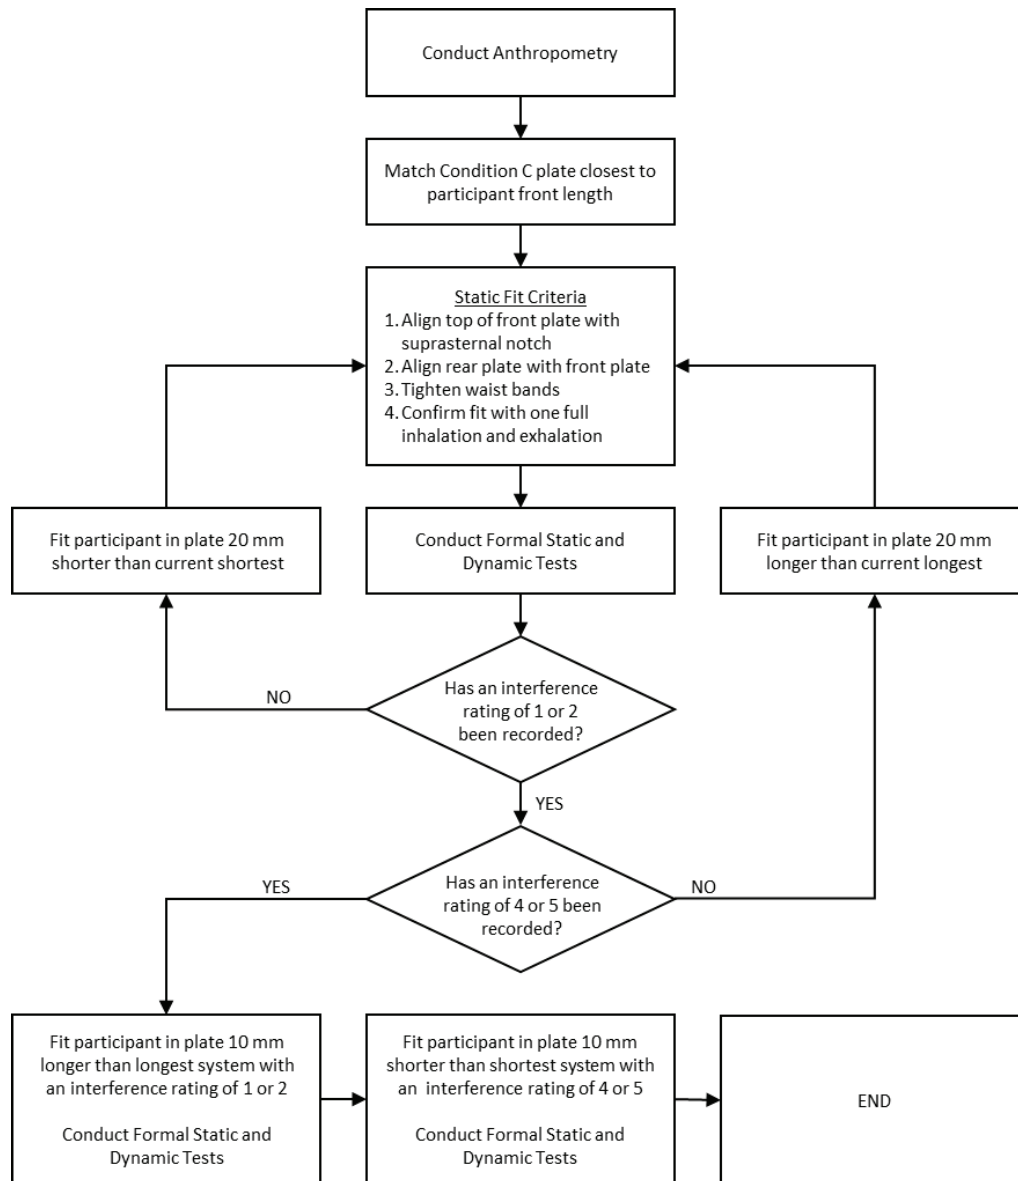 Conduct Anthropometry
Match Condition C plate closest to
participant front length
Static Fit Criteria
1. Align top of front plate with
suprasternal notch
2. Align rear plate with front plate
3. Tighten waist bands
4. Confirm fit with one full
inhalation and exhalation
Fit participant in plate 20 mm
shorter than current shortest
Conduct Formal Static and
Dynamic Tests
Fit participant in plate 20 mm
longer than current longest
Has an interference
rating of 1 or 2
been recorded?
NO
YES
Has an interference
rating of 4 or 5 been
recorded?
YES
NO
Fit participant in plate 10 mm
longer than longest system with
an interference rating of 1 or 2
Conduct Formal Static and
Dynamic Tests
Fit participant in plate 10 mm
shorter than shortest system with
an interference rating of 4 or 5
Conduct Formal Static and
Dynamic Tests
END